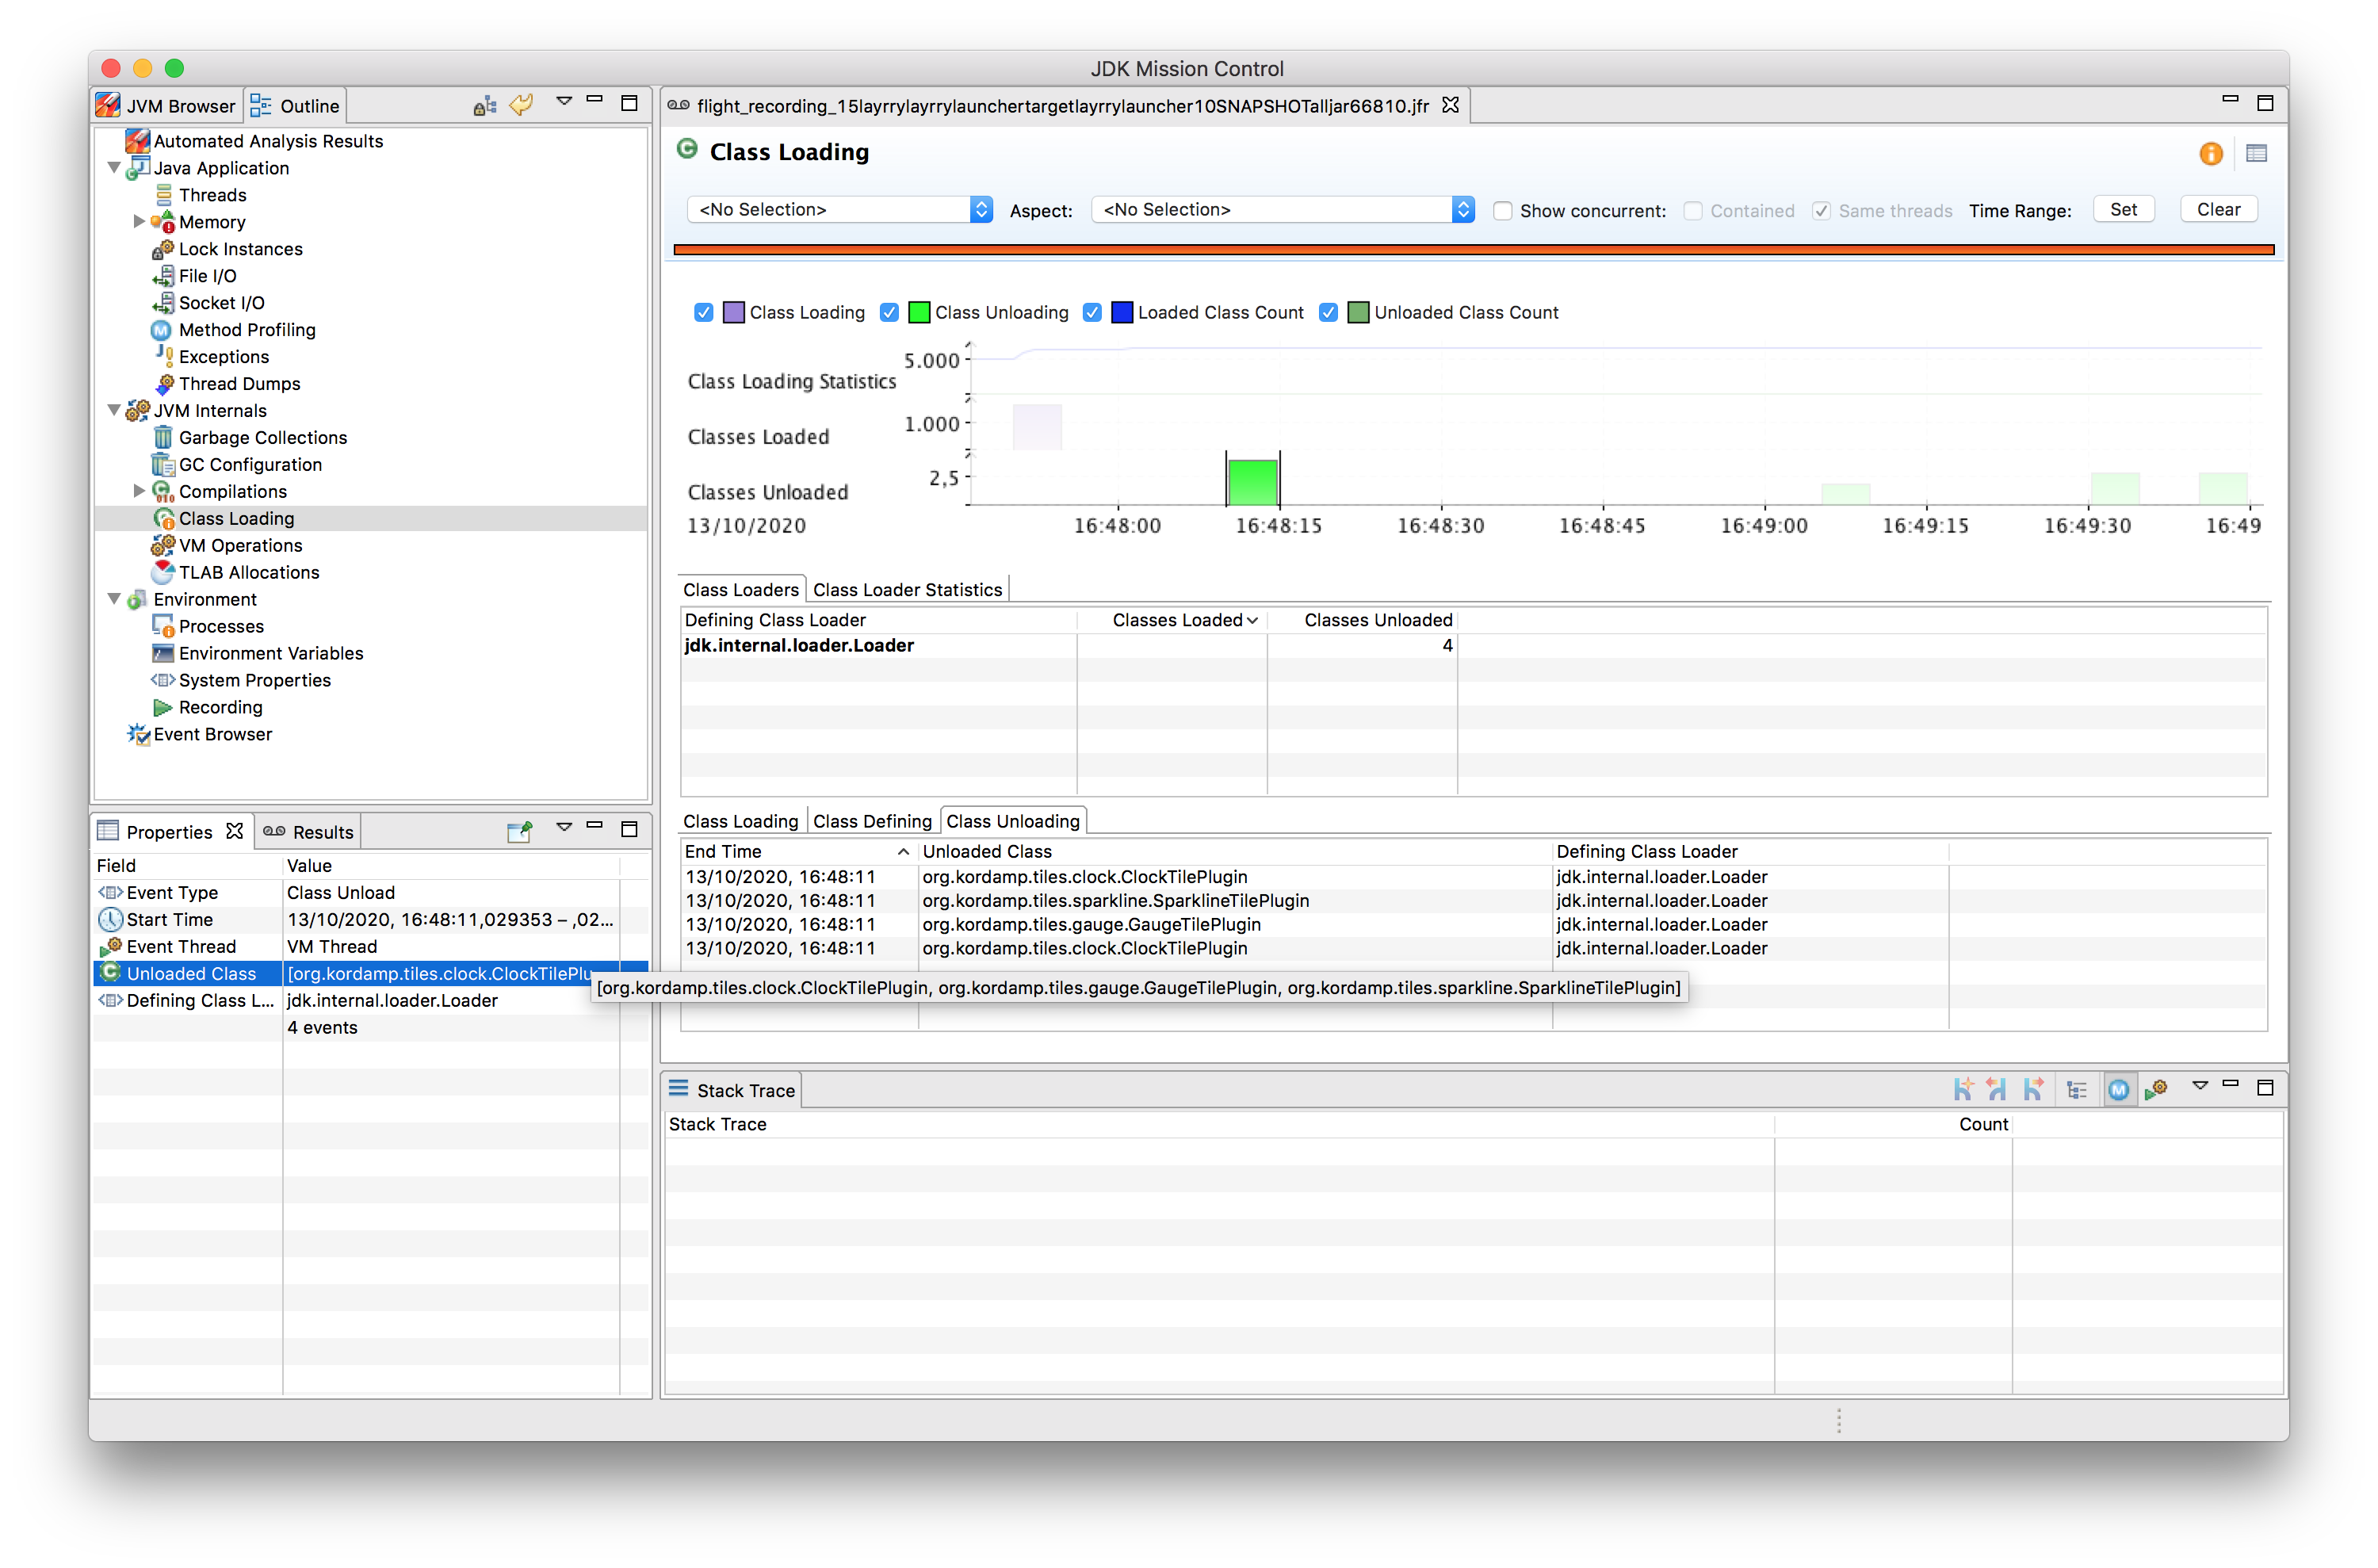 JDK Mission Control
JVM Browser
Outline
Automated Analysis Results
Java Application
Threads
Memory
Lock Instances
File I/O
Socket I/O
Method Profiling
Exceptions
Thread Dumps
JVM Internals
Garbage Collections
GC Configuration
Compilations
Class Loading
VM Operations
TLAB Allocations
Environment
Processes
Environment Variables
System Properties
Recording
Event Browser
Properties
Results
Field Value
Event Type Class Unload
Start Time 13/10/2020, 16:48:11,029353 – ,02...
Event Thread VM Thread
Unloaded Class [org.kordamp.tiles.clock.ClockTilePlu
Defining Class L... jdk.internal.loader.Loader
4 events
flight_recording_15layrrylayrrylaunchertargetlayrrylauncher10SNAPSHOTalljar66810.jfr
Class Loading
<No Selection> Aspect: <No Selection> Show concurrent: Contained Same threads Time Range: Set Clear
Class Loading Class Unloading Loaded Class Count Unloaded Class Count
5.000
Class Loading Statistics
1.000
Classes Loaded
2,5
Classes Unloaded
13/10/2020 16:48:00 16:48:15 16:48:30 16:48:45 16:49:00 16:49:15 16:49:30 16:49
Class Loaders Class Loader Statistics
Defining Class Loader Classes Loaded Classes Unloaded
jdk.internal.loader.Loader 4
Class Loading Class Defining Class Unloading
End Time Unloaded Class Defining Class Loader
13/10/2020, 16:48:11 org.kordamp.tiles.clock.ClockTilePlugin jdk.internal.loader.Loader
13/10/2020, 16:48:11 org.kordamp.tiles.sparkline.SparklineTilePlugin jdk.internal.loader.Loader
13/10/2020, 16:48:11 org.kordamp.tiles.gauge.GaugeTilePlugin jdk.internal.loader.Loader
13/10/2020, 16:48:11 org.kordamp.tiles.clock.ClockTilePlugin jdk.internal.loader.Loader
[org.kordamp.tiles.clock.ClockTilePlugin, org.kordamp.tiles.gauge.GaugeTilePlugin, org.kordamp.tiles.sparkline.SparklineTilePlugin]
Stack Trace
Stack Trace Count